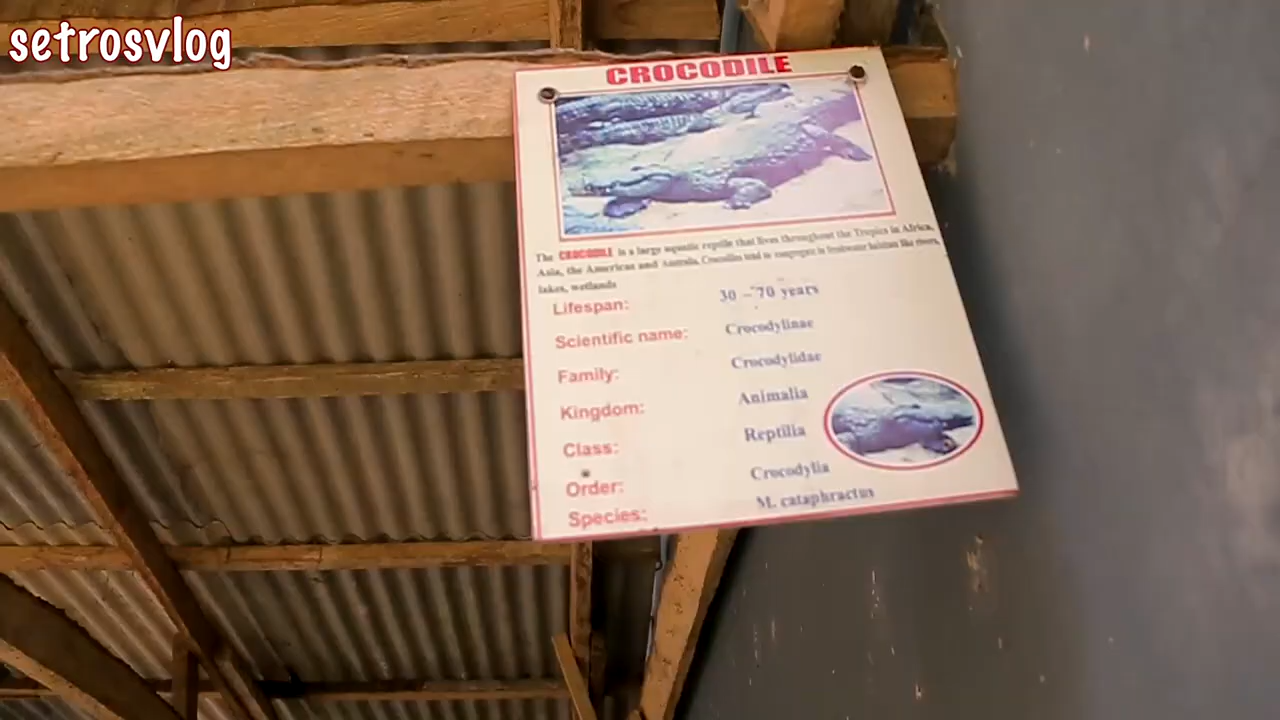 setrosvlog
CROCODILE
The CROCODILE is a large aquatic reptile that lives throughout the Tropics in Africa,
Asia, the Americas and Autralia, Crocodiles tend to congregate in freshwater habitats like rivers,
lakes, wetlands
Lifespan: 30 – 70 years
Scientific name: Crocodylinae
Family: Crocodylidae
Kingdom: Animalia
Class: Reptilia
Order: Crocodylia
Species: M. cataphractus